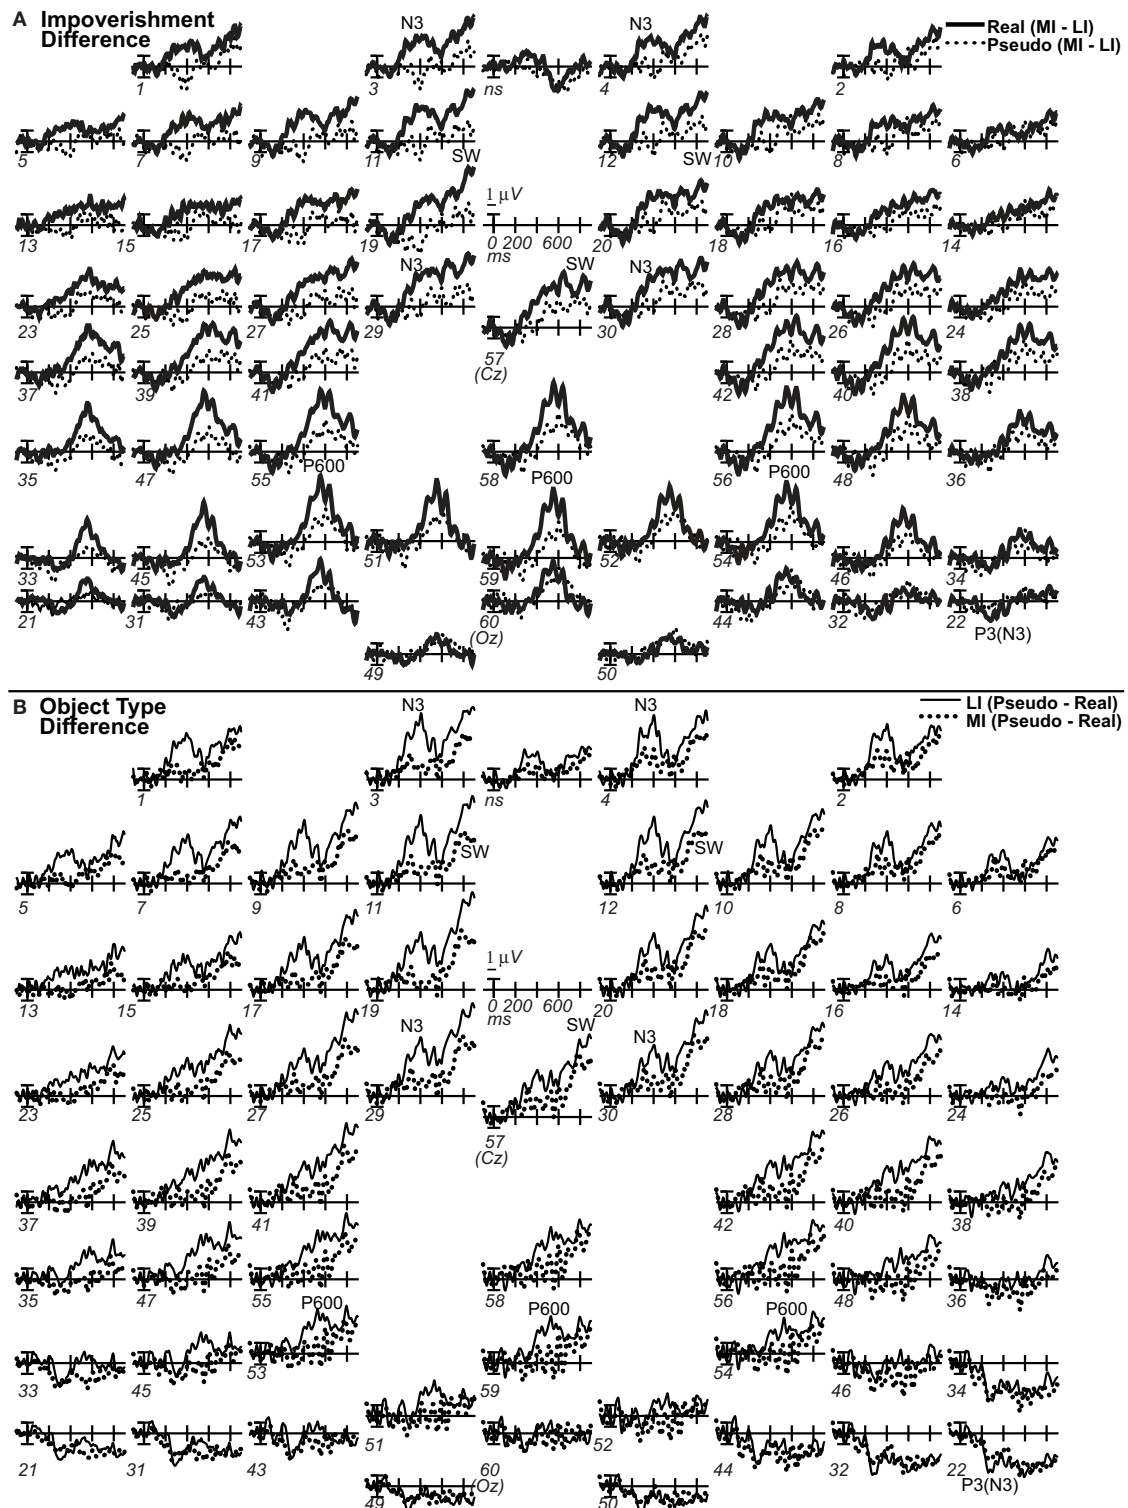 A Impoverishment
Difference
N3
N3
Real (MI - LI)
Pseudo (MI - LI)
1
3
ns
4
2
5
7
9
11
SW
12
SW
10
8
6
1 μV
0 200 600
ms
13
15
17
19
20
18
16
14
N3
SW
N3
23
25
27
29
57
(Cz)
30
28
26
24
37
39
41
42
40
38
35
47
55
P600
58
P600
56
P600
48
36
33
45
53
51
59
52
54
46
34
21
31
43
60
(Oz)
44
32
22
P3(N3)
49
50
B Object Type
Difference
N3
N3
LI (Pseudo - Real)
MI (Pseudo - Real)
1
3
ns
4
2
5
7
9
11
SW
12
SW
10
8
6
1 μV
0 200 600
ms
13
15
17
19
20
18
16
14
N3
SW
N3
23
25
27
29
57
(Cz)
30
28
26
24
37
39
41
42
40
38
35
47
55
58
56
48
36
P600
P600
P600
33
45
53
59
54
46
34
51
52
21
31
43
60
(Oz)
44
32
22
P3(N3)
49
50